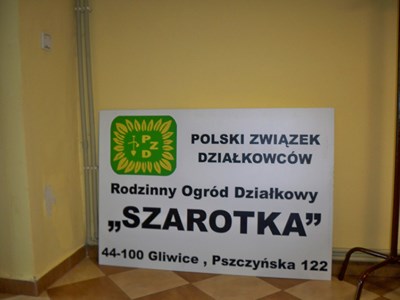 PZD
POLSKI ZWIĄZEK
DZIAŁKOWCÓW
Rodzinny Ogród Działkowy
„SZAROTKA”
44-100 Gliwice , Pszczyńska 122